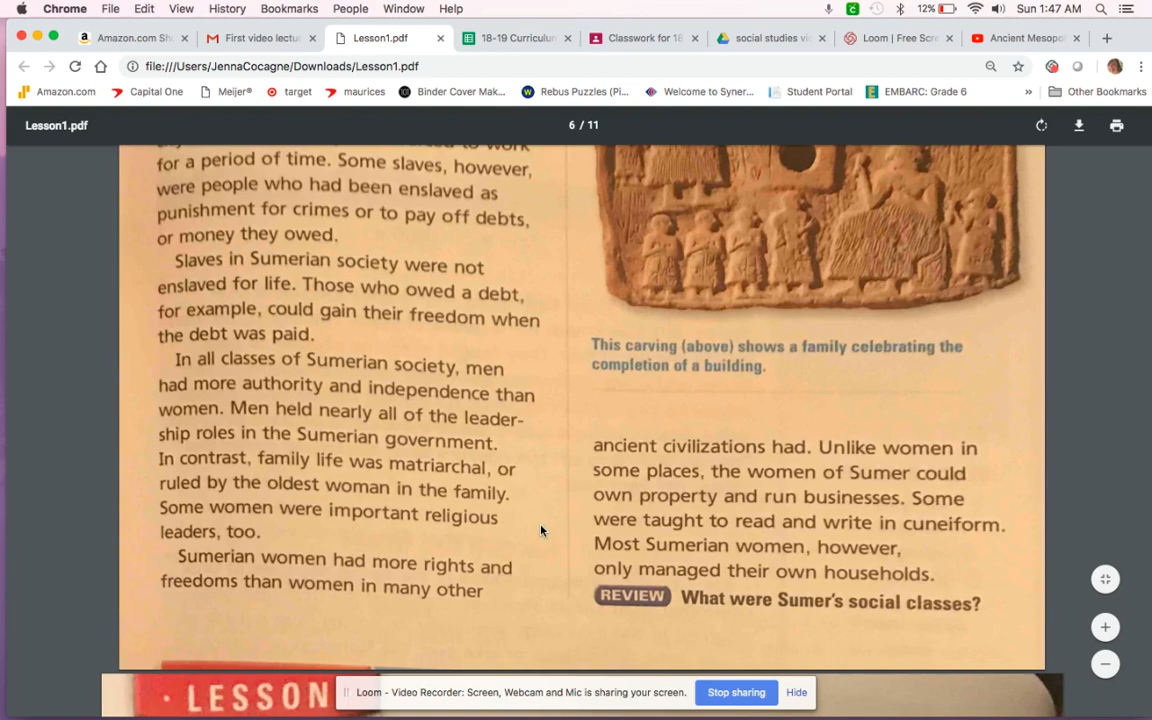 Chrome File Edit View History Bookmarks People Window Help 12% Sun 1:47 AM
Amazon.com Sh
First video lectu
Lesson1.pdf
18-19 Curriculum
Classwork for 18
social studies vi
Loom | Free Scre
Ancient Mesopo
file:///Users/JennaCocagne/Downloads/Lesson1.pdf
Amazon.com Capital One Meijer® target maurices Binder Cover Mak... Rebus Puzzles (Pi... Welcome to Syner... Student Portal EMBARC: Grade 6 » Other Bookmarks
Lesson1.pdf 6 / 11
to work
for a period of time. Some slaves, however,
were people who had been enslaved as
punishment for crimes or to pay off debts,
or money they owed.
Slaves in Sumerian society were not
enslaved for life. Those who owed a debt,
for example, could gain their freedom when
the debt was paid.
In all classes of Sumerian society, men
had more authority and independence than
women. Men held nearly all of the leader-
ship roles in the Sumerian government.
In contrast, family life was matriarchal, or
ruled by the oldest woman in the family.
Some women were important religious
leaders, too.
Sumerian women had more rights and
freedoms than women in many other
This carving (above) shows a family celebrating the
completion of a building.
ancient civilizations had. Unlike women in
some places, the women of Sumer could
own property and run businesses. Some
were taught to read and write in cuneiform.
Most Sumerian women, however,
only managed their own households.
REVIEW What were Sumer's social classes?
· LESSON
Loom - Video Recorder: Screen, Webcam and Mic is sharing your screen. Stop sharing Hide